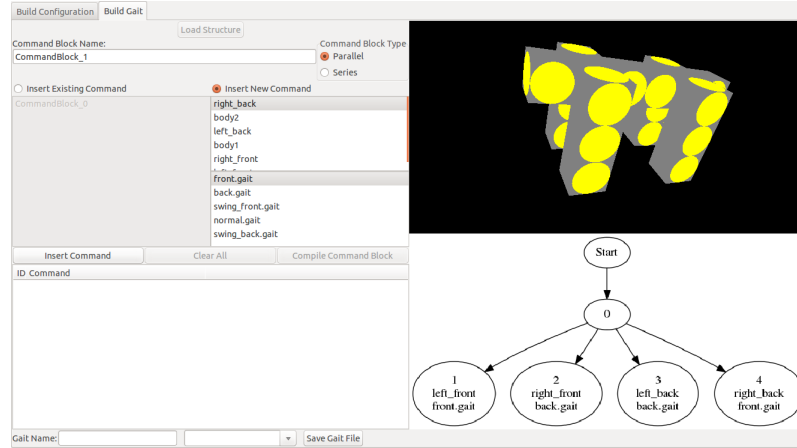 Build Configuration Build Gait
Load Structure
Command Block Name:
Command Block Type
CommandBlock_1
Parallel
Series
Insert Existing Command
Insert New Command
CommandBlock_0
right_back
body2
left_back
body1
right_front
front.gait
back.gait
swing_front.gait
normal.gait
swing_back.gait
Insert Command Clear All Compile Command Block
ID Command
Gait Name:
Save Gait File
Start
0
1
left_front
front.gait
2
right_front
back.gait
3
left_back
back.gait
4
right_back
front.gait